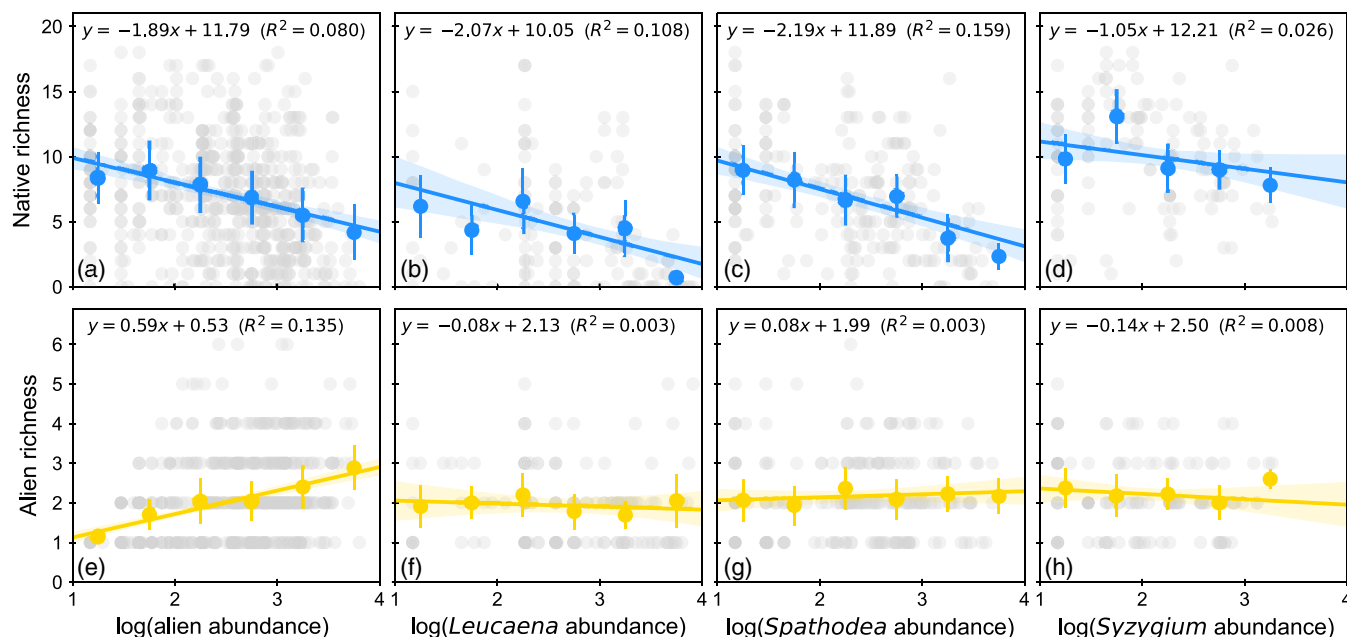 y = −1.89x + 11.79 (R² = 0.080)
y = −2.07x + 10.05 (R² = 0.108)
y = −2.19x + 11.89 (R² = 0.159)
y = −1.05x + 12.21 (R² = 0.026)
20
15
10
5
0
Native richness
(a)
(b)
(c)
(d)
y = 0.59x + 0.53 (R² = 0.135)
y = −0.08x + 2.13 (R² = 0.003)
y = 0.08x + 1.99 (R² = 0.003)
y = −0.14x + 2.50 (R² = 0.008)
6
5
4
3
2
1
0
Alien richness
(e)
(f)
(g)
(h)
1 2 3 4
1 2 3 4
1 2 3 4
1 2 3 4
log(alien abundance)
log(Leucaena abundance)
log(Spathodea abundance)
log(Syzygium abundance)